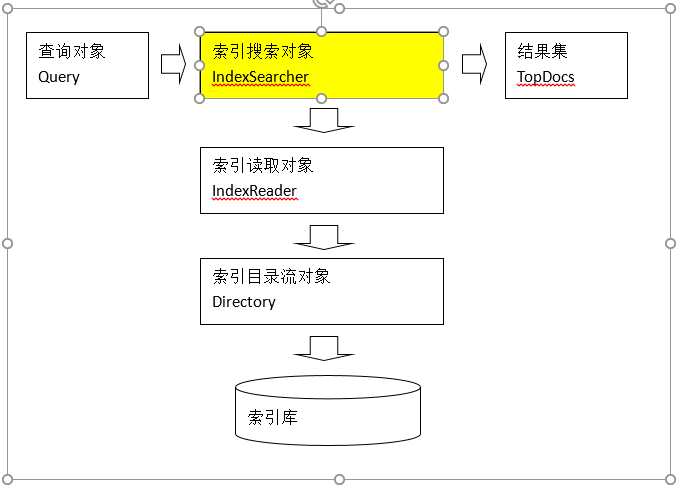 查询对象
Query
索引搜索对象
IndexSearcher
结果集
TopDocs
索引读取对象
IndexReader
索引目录流对象
Directory
索引库